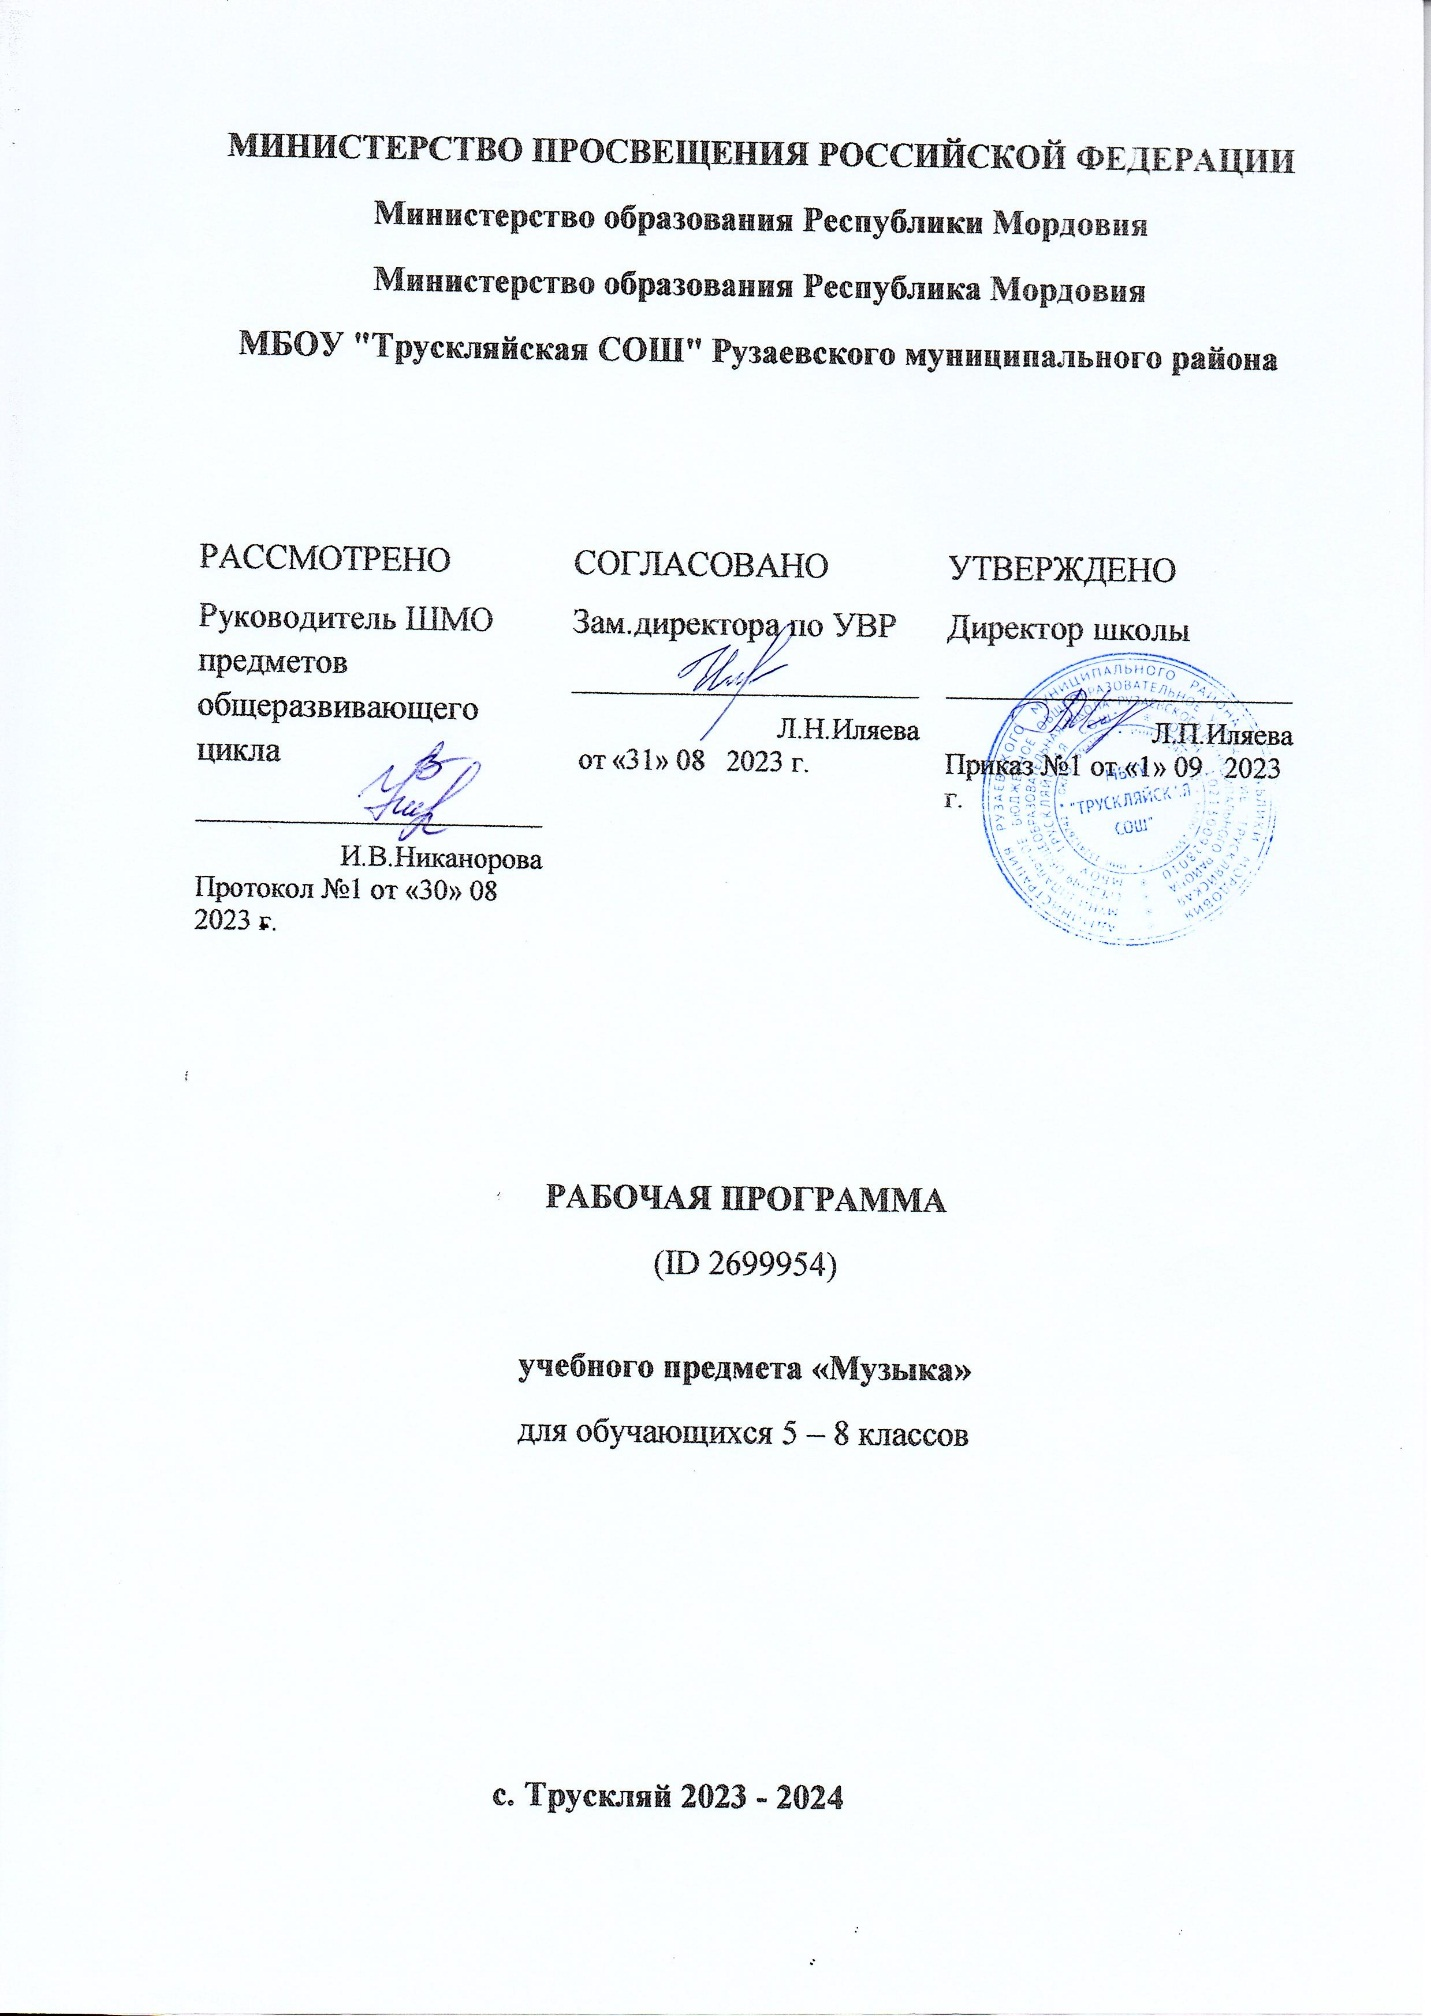 МИНИСТЕРСТВО ПРОСВЕЩЕНИЯ РОССИЙСКОЙ ФЕДЕРАЦИИ
Министерство образования Республики Мордовия
Министерство образования Республика Мордовия
МБОУ "Трускляйская СОШ" Рузаевского муниципального района
РАССМОТРЕНО
Руководитель ШМО
предметов
общеразвивающего
цикла
И.В.Никанорова
Протокол №1 от «30» 08
2023 г.
СОГЛАСОВАНО
Зам.директора по УВР
Л.Н.Иляева
от «31» 08 2023 г.
УТВЕРЖДЕНО
Директор школы
Л.П.Иляева
Приказ №1 от «1» 09 2023
г.
МУНИЦИПАЛЬНОГО РАЙОНА
СОШ"
РАБОЧАЯ ПРОГРАММА
(ID 2699954)
учебного предмета «Музыка»
для обучающихся 5 – 8 классов
с. Трускляй 2023 - 2024